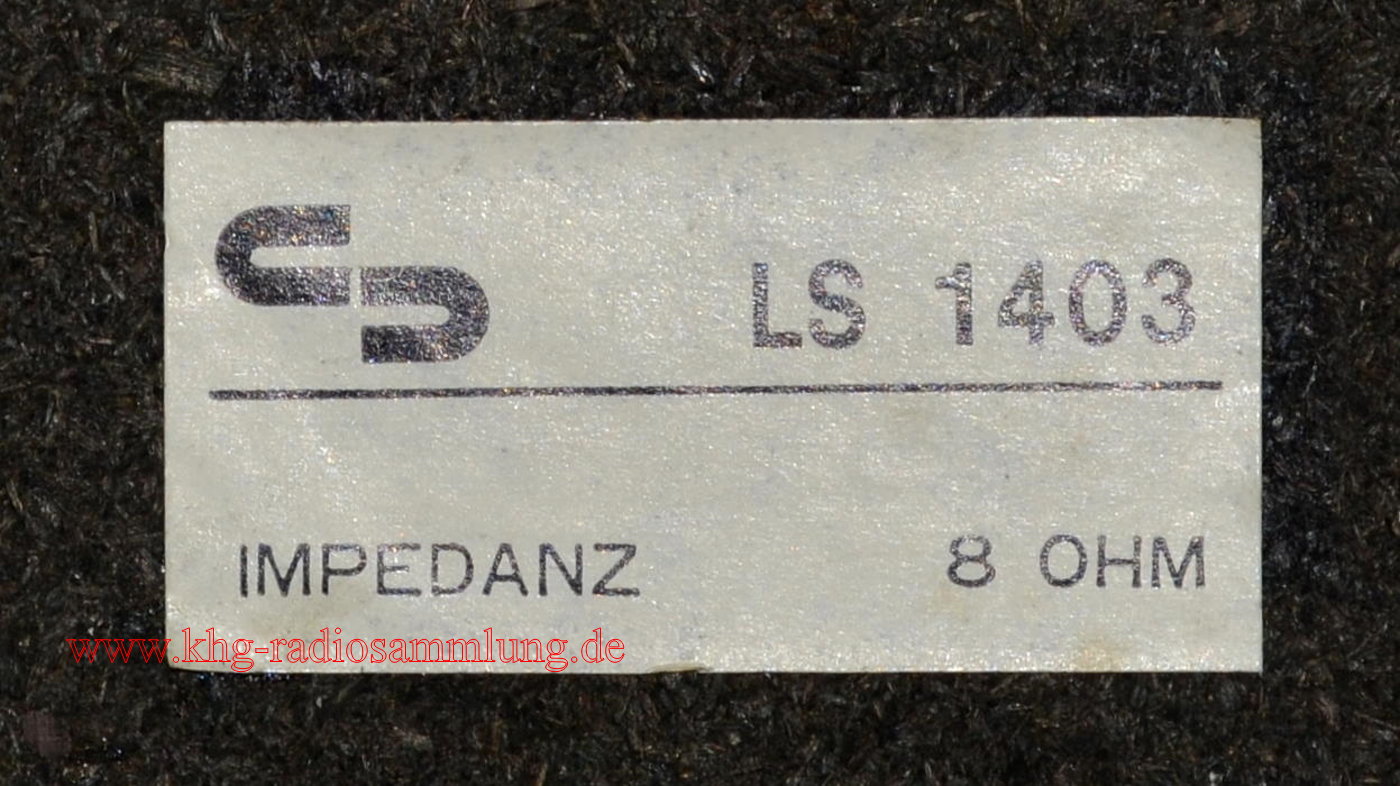 LS 1403
IMPEDANZ 8 OHM
www.khg-radiosammlung.de